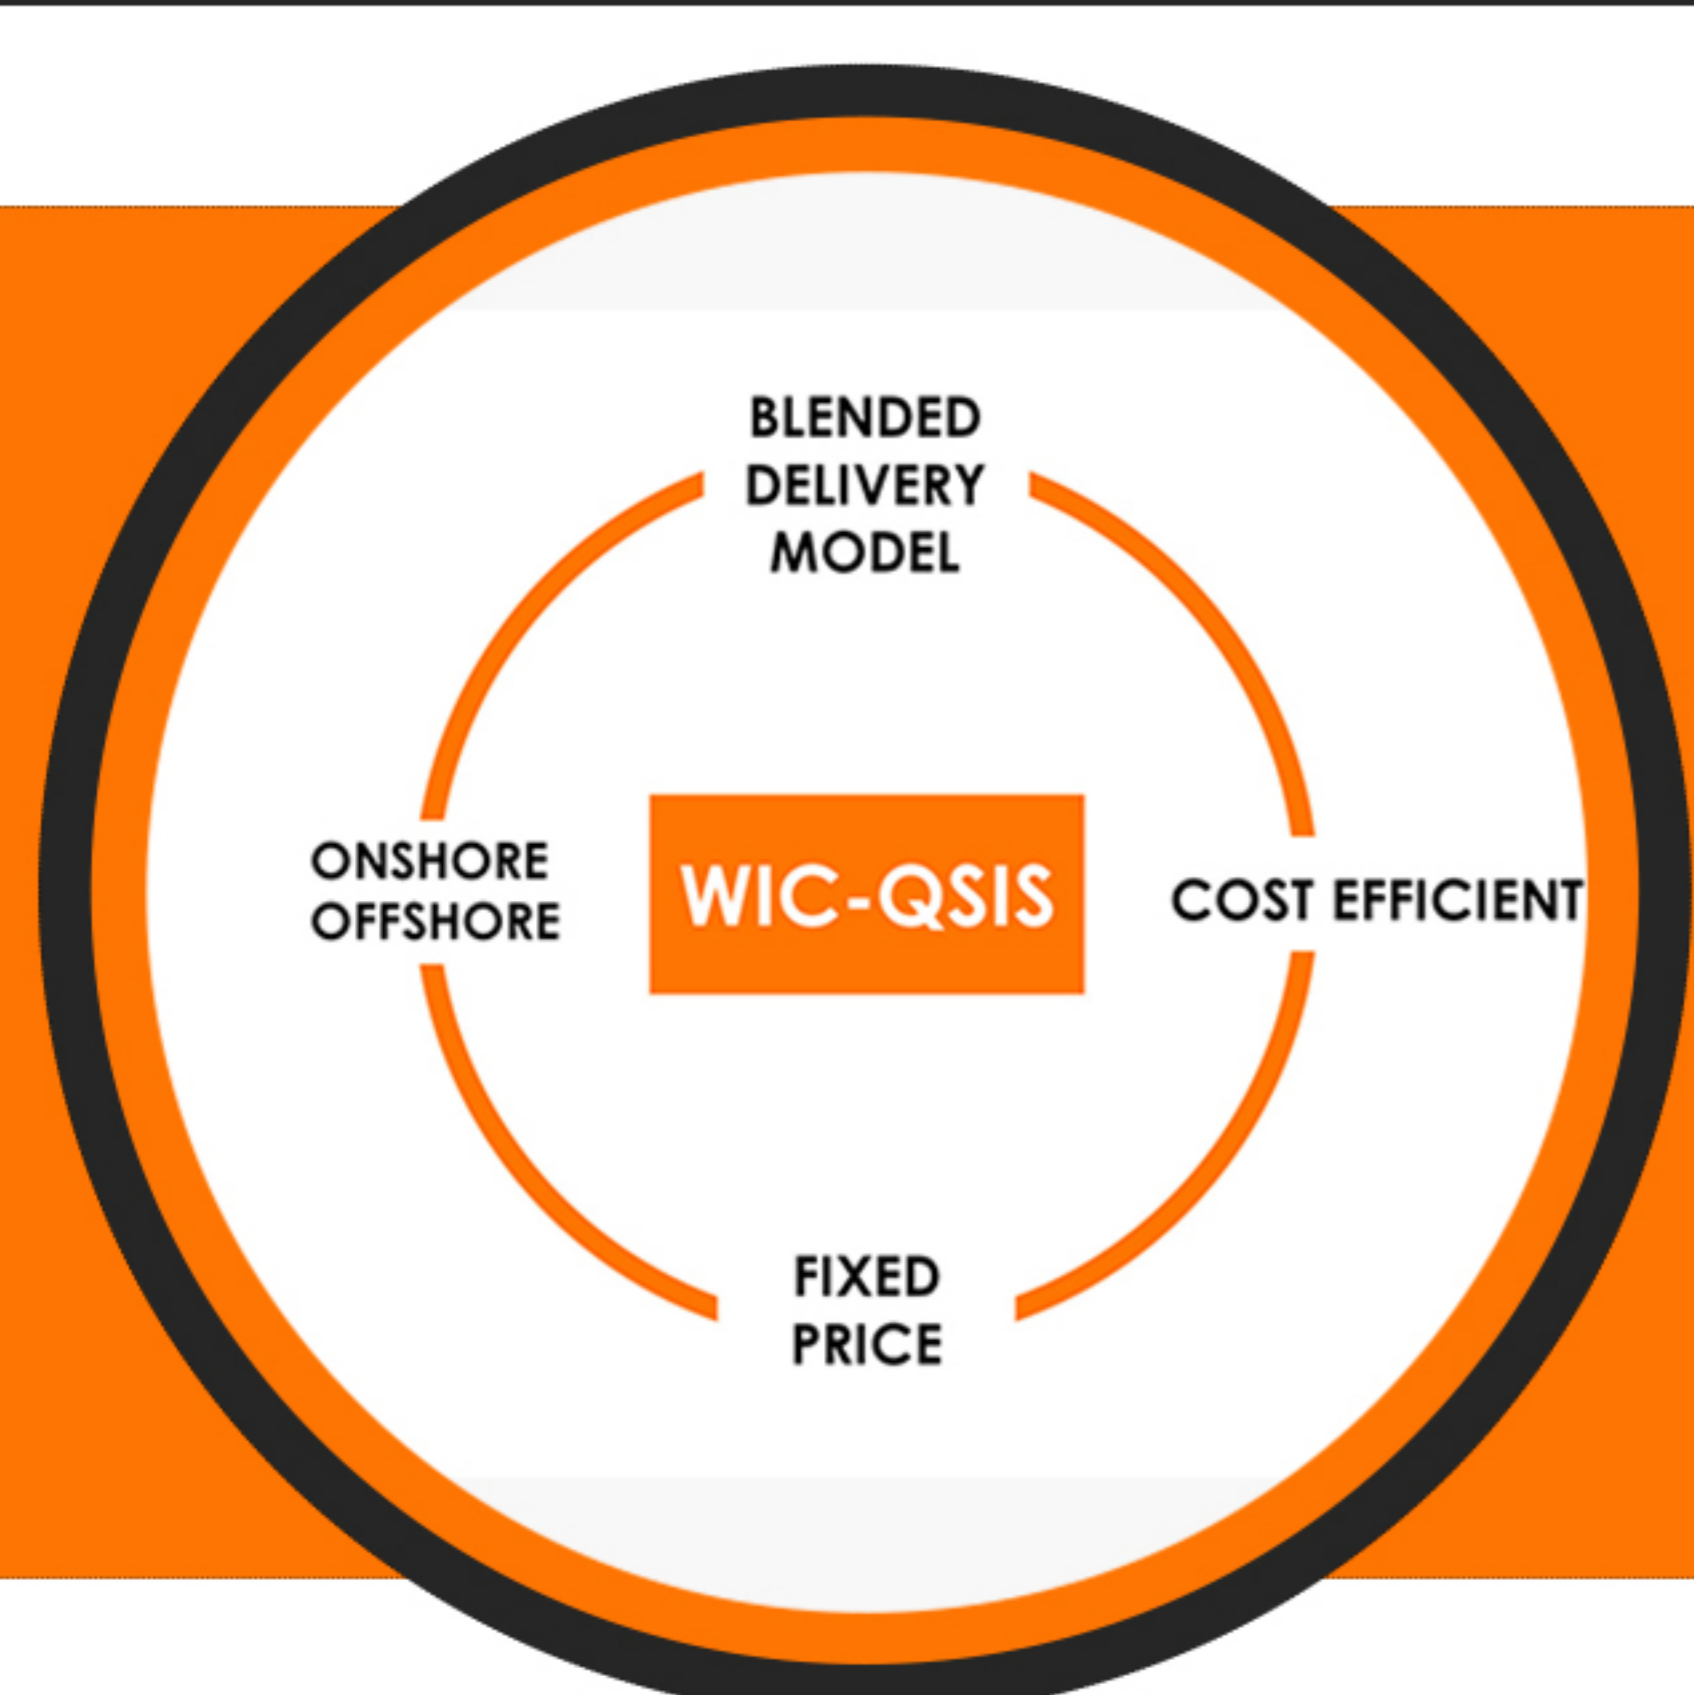 BLENDED
DELIVERY
MODEL
ONSHORE
OFFSHORE
WIC-QSIS
COST EFFICIENT
FIXED
PRICE